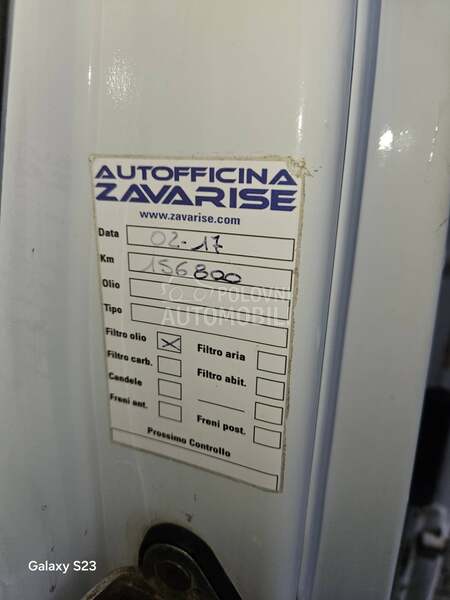 AUTOFFICINA
ZAVARISE
www.zavarise.com
Data 02-17
Km 156800
Olio
Tipo
POLOVNI
AUTOMOBILI
Filtro olio Filtro aria
Filtro carb. Filtro abit.
Candele
Freni ant. Freni post.
Prossimo Controllo
Galaxy S23